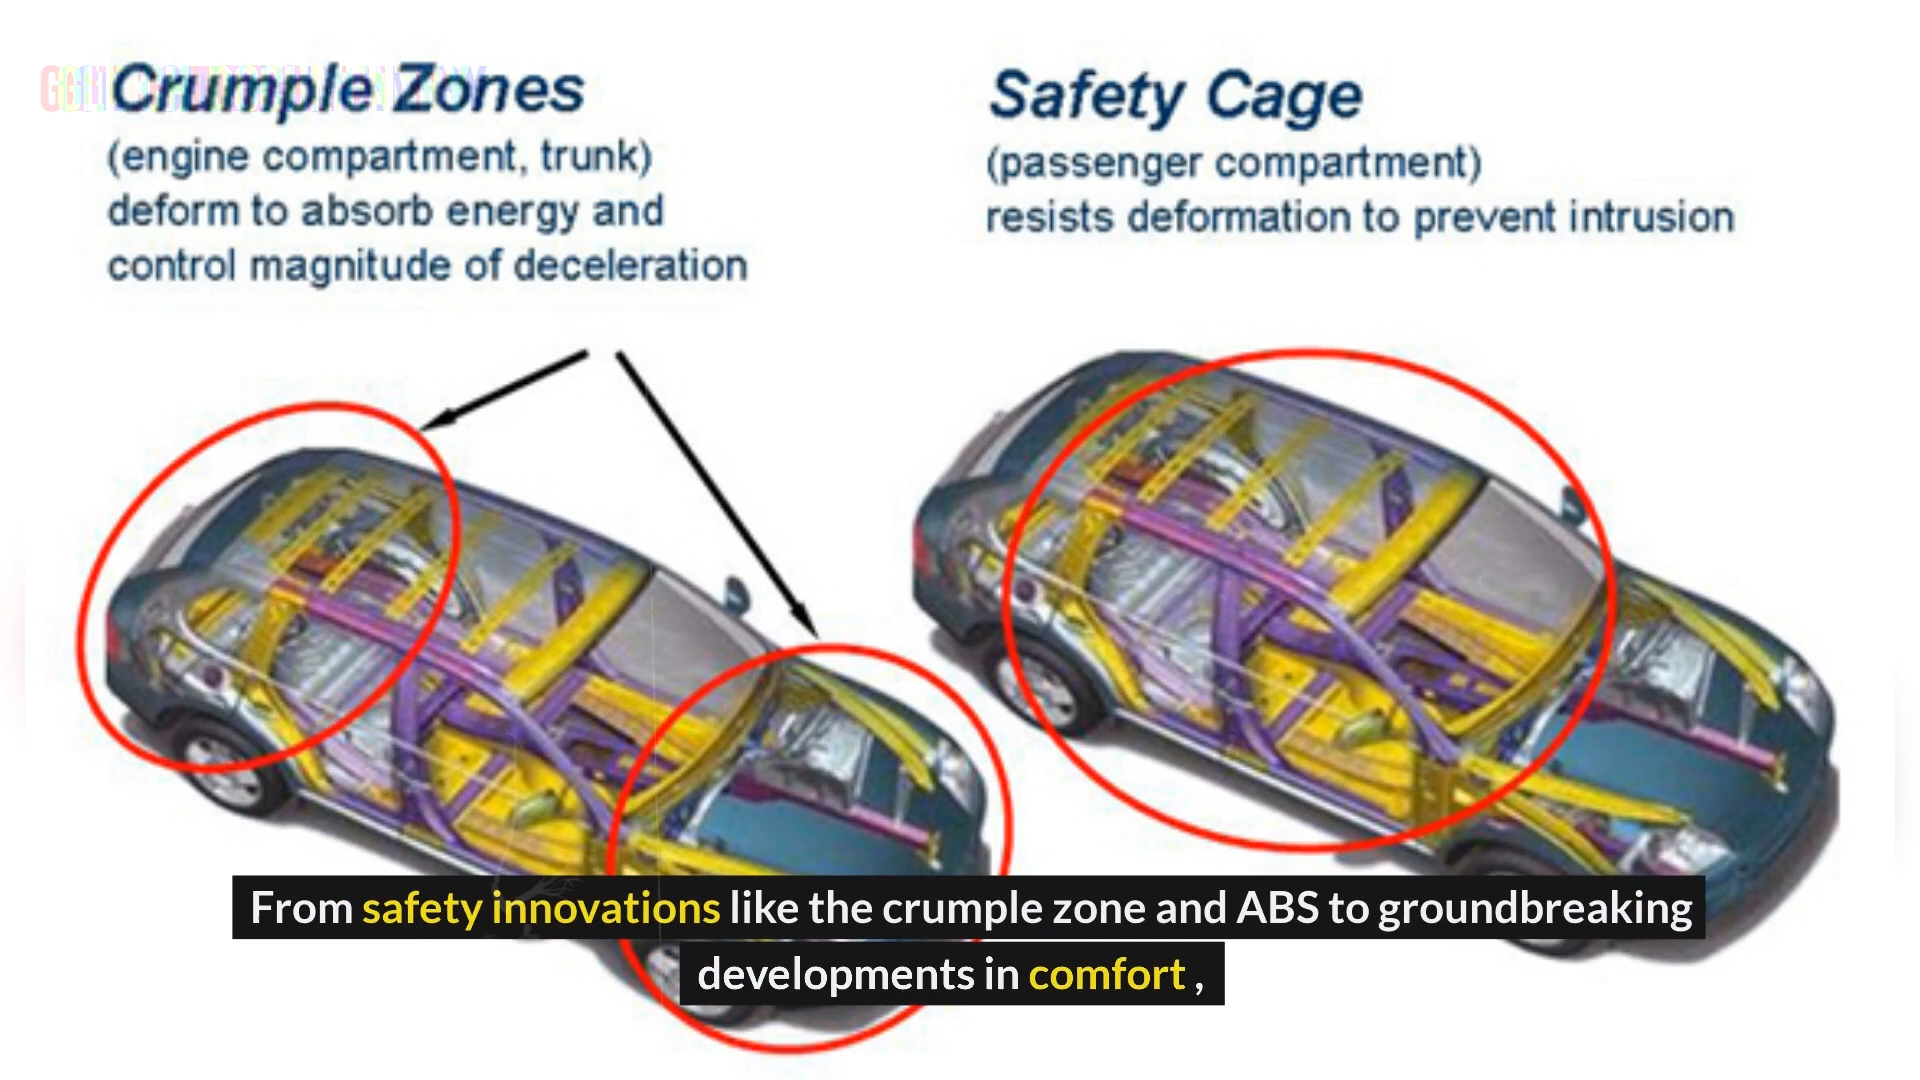 Crumple Zones
(engine compartment, trunk)
deform to absorb energy and
control magnitude of deceleration
Safety Cage
(passenger compartment)
resists deformation to prevent intrusion
From safety innovations like the crumple zone and ABS to groundbreaking
developments in comfort ,